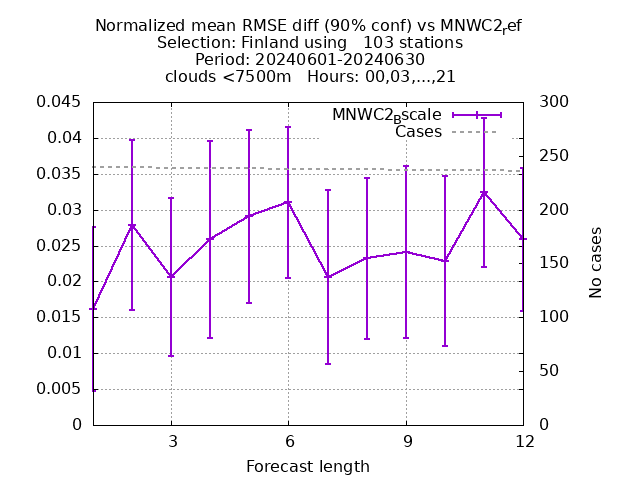 Normalized mean RMSE diff (90% conf) vs MNWC2ref
Selection: Finland using 103 stations
Period: 20240601-20240630
clouds <7500m Hours: 00,03,...,21
MNWC2Bscale
Cases
0.045
0.04
0.035
0.03
0.025
0.02
0.015
0.01
0.005
0
300
250
200
150
100
50
0
No cases
3 6 9 12
Forecast length